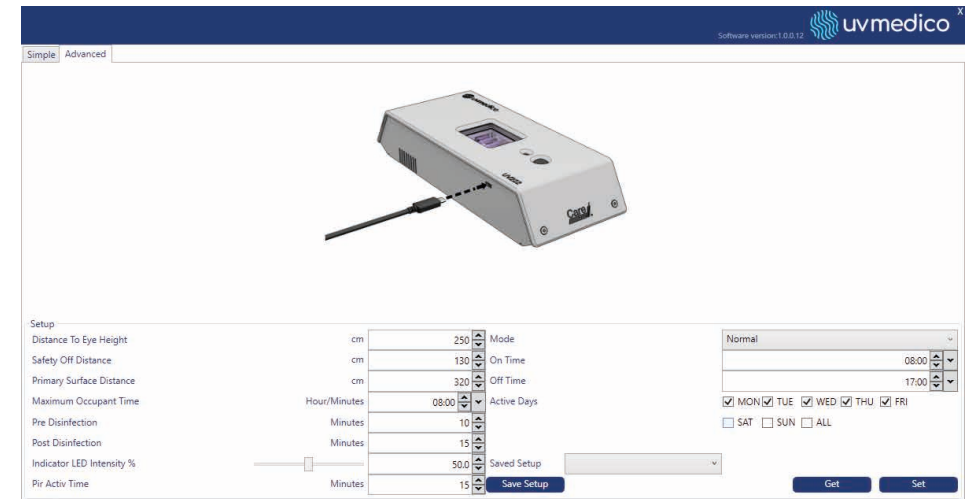 X
uvmedico
Software version:1.0.0.12
Simple Advanced
uvmedico
UV222
Care
Setup
Distance To Eye Height cm 250 Mode Normal
Safety Off Distance cm 130 On Time 08:00
Primary Surface Distance cm 320 Off Time 17:00
Maximum Occupant Time Hour/Minutes 08:00 Active Days MON TUE WED THU FRI
Pre Disinfection Minutes 10 SAT SUN ALL
Post Disinfection Minutes 15
Indicator LED Intensity % 50.0 Saved Setup
Pir Activ Time Minutes 15 Save Setup Get Set